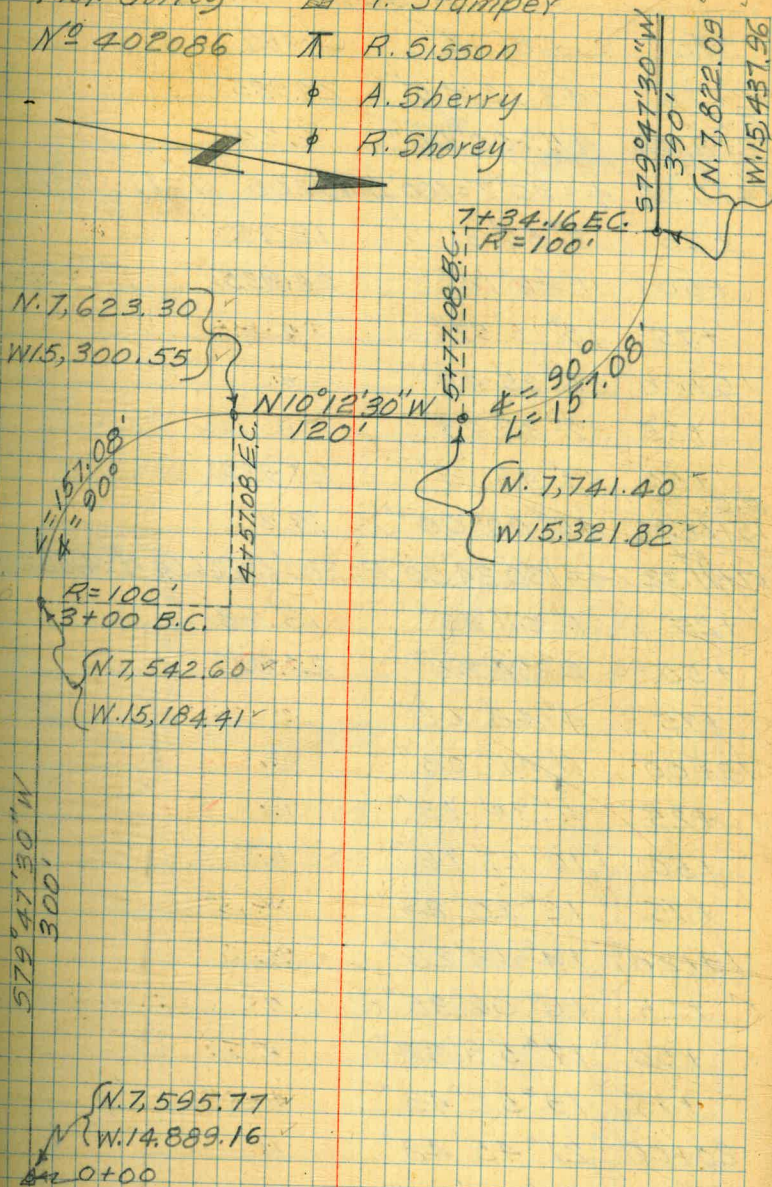 T. Stamper
Nº 402086
R. Sisson
A. Sherry
R. Shorey
S79°47'30"W
390'
N. 7,822.09
W. 15,437.96
7+34.16 E.C.
R=100'
5+77.08 B.C.
N. 7,623.30
W 15,300.55
N10°12'30"W
120'
4+57.08 E.C.
∡= 90°
L= 157.08'
N. 7,741.40
W 15,321.82
L=157.08'
∡=90°
R=100'
3+00 B.C.
N. 7,542.60
W. 15,184.41
S79°47'30"W
300'
N. 7,595.77
W. 14,889.16
0+00